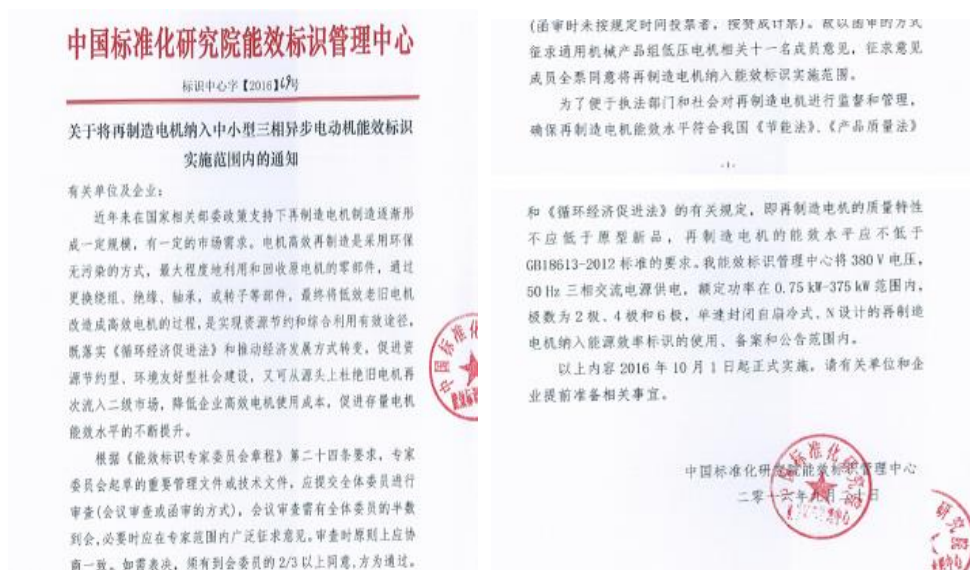 中国标准化研究院能效标识管理中心
标识中心字【2016】69号
关于将再制造电机纳入中小型三相异步电动机能效标识
实施范围内的通知
有关单位及企业：
近年来在国家相关部委政策支持下再制造电机制造逐渐形
成一定规模，有一定的市场需求。电机高效再制造是采用环保
无污染的方式，最大程度地利用和回收原电机的零部件，通过
更换绕组、绝缘、轴承，或转子等部件，最终将低效老旧电机
改造成高效电机的过程，是实现资源节约和综合利用有效途径，
既落实《循环经济促进法》和推动经济发展方式转变，促进资
源节约型、环境友好型社会建设，又可从源头上杜绝旧电机再
次流入二级市场，降低企业高效电机使用成本，促进存量电机
能效水平的不断提升。
根据《能效标识专家委员会章程》第二十四条要求，专家
委员会起草的重要管理文件或技术文件，应提交全体委员进行
审查(会议审查或函审的方式)，会议审查需有全体委员的半数
到会，必要时应在专家范围内广泛征求意见。审查时原则上应协
商一致。如需表决，须有到会委员的 2/3 以上同意，方为通过。
(函审时未按规定时间投票者，按赞成计票)。故以函审的方式
征求通用机械产品组低压电机相关十一名成员意见，征求意见
成员全票同意将再制造电机纳入能效标识实施范围。
为了便于执法部门和社会对再制造电机进行监督和管理，
确保再制造电机能效水平符合我国《节能法》、《产品质量法》
-1-
和《循环经济促进法》的有关规定，即再制造电机的质量特性
不应低于原型新品，再制造电机的能效水平应不低于
GB18613-2012 标准的要求。我能效标识管理中心将 380 V 电压，
50 Hz 三相交流电源供电，额定功率在 0.75 kW-375 kW 范围内，
极数为 2 极、4 极和 6 极，单速封闭自扇冷式、N 设计的再制造
电机纳入能源效率标识的使用、备案和公告范围内。
以上内容 2016 年 10 月 1 日起正式实施，请有关单位和企
业提前准备相关事宜。
中国标准化研究院能效标识管理中心
二零一六年九月二十日